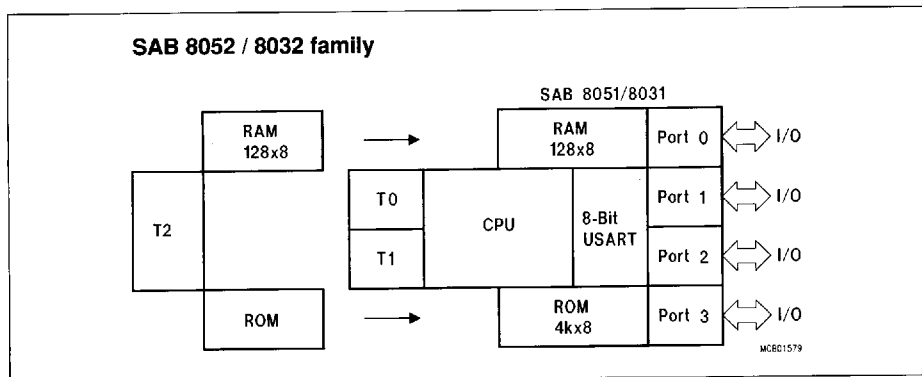 SAB 8052 / 8032 family
SAB 8051/8031
RAM
128x8
RAM
128x8
Port 0
I/O
T2
T0
T1
CPU
8-Bit
USART
Port 1
I/O
Port 2
I/O
ROM
ROM
4kx8
Port 3
I/O
MCB01579